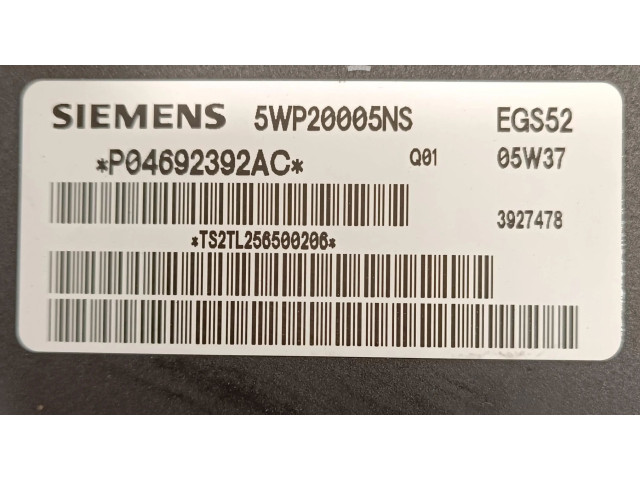 SIEMENS 5WP20005NS EGS52
*P04692392AC* Q01 05W37
3927478
*TS2TL256500206*